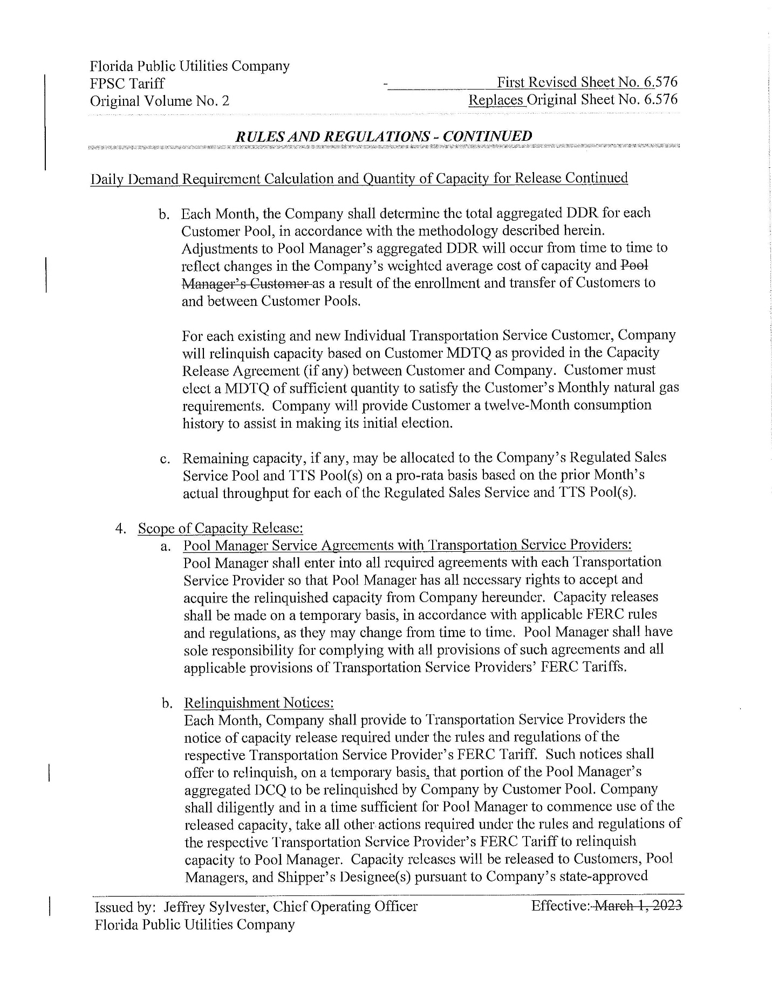 Florida Public Utilities Company
FPSC Tariff
- First Revised Sheet No. 6.576
Original Volume No. 2
Replaces Original Sheet No. 6.576
RULES AND REGULATIONS - CONTINUED
Daily Demand Requirement Calculation and Quantity of Capacity for Release Continued
b. Each Month, the Company shall determine the total aggregated DDR for each
Customer Pool, in accordance with the methodology described herein.
Adjustments to Pool Manager's aggregated DDR will occur from time to time to
reflect changes in the Company's weighted average cost of capacity and Pool
Manager's Customer as a result of the enrollment and transfer of Customers to
and between Customer Pools.
For each existing and new Individual Transportation Service Customer, Company
will relinquish capacity based on Customer MDTQ as provided in the Capacity
Release Agreement (if any) between Customer and Company. Customer must
elect a MDTQ of sufficient quantity to satisfy the Customer's Monthly natural gas
requirements. Company will provide Customer a twelve-Month consumption
history to assist in making its initial election.
c. Remaining capacity, if any, may be allocated to the Company's Regulated Sales
Service Pool and TTS Pool(s) on a pro-rata basis based on the prior Month's
actual throughput for each of the Regulated Sales Service and TTS Pool(s).
4. Scope of Capacity Release:
a. Pool Manager Service Agreements with Transportation Service Providers:
Pool Manager shall enter into all required agreements with each Transportation
Service Provider so that Pool Manager has all necessary rights to accept and
acquire the relinquished capacity from Company hereunder. Capacity releases
shall be made on a temporary basis, in accordance with applicable FERC rules
and regulations, as they may change from time to time. Pool Manager shall have
sole responsibility for complying with all provisions of such agreements and all
applicable provisions of Transportation Service Providers' FERC Tariffs.
b. Relinquishment Notices:
Each Month, Company shall provide to Transportation Service Providers the
notice of capacity release required under the rules and regulations of the
respective Transportation Service Provider's FERC Tariff. Such notices shall
offer to relinquish, on a temporary basis, that portion of the Pool Manager's
aggregated DCQ to be relinquished by Company by Customer Pool. Company
shall diligently and in a time sufficient for Pool Manager to commence use of the
released capacity, take all other actions required under the rules and regulations of
the respective Transportation Service Provider's FERC Tariff to relinquish
capacity to Pool Manager. Capacity releases will be released to Customers, Pool
Managers, and Shipper's Designee(s) pursuant to Company's state-approved
Issued by: Jeffrey Sylvester, Chief Operating Officer
Effective: March 1, 2023
Florida Public Utilities Company